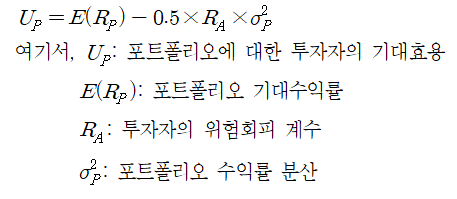 U_P = E(R_P) − 0.5 × R_A × σ_P^2
여기서, U_P: 포트폴리오에 대한 투자자의 기대효용
E(R_P): 포트폴리오 기대수익률
R_A: 투자자의 위험회피 계수
σ_P^2: 포트폴리오 수익률 분산